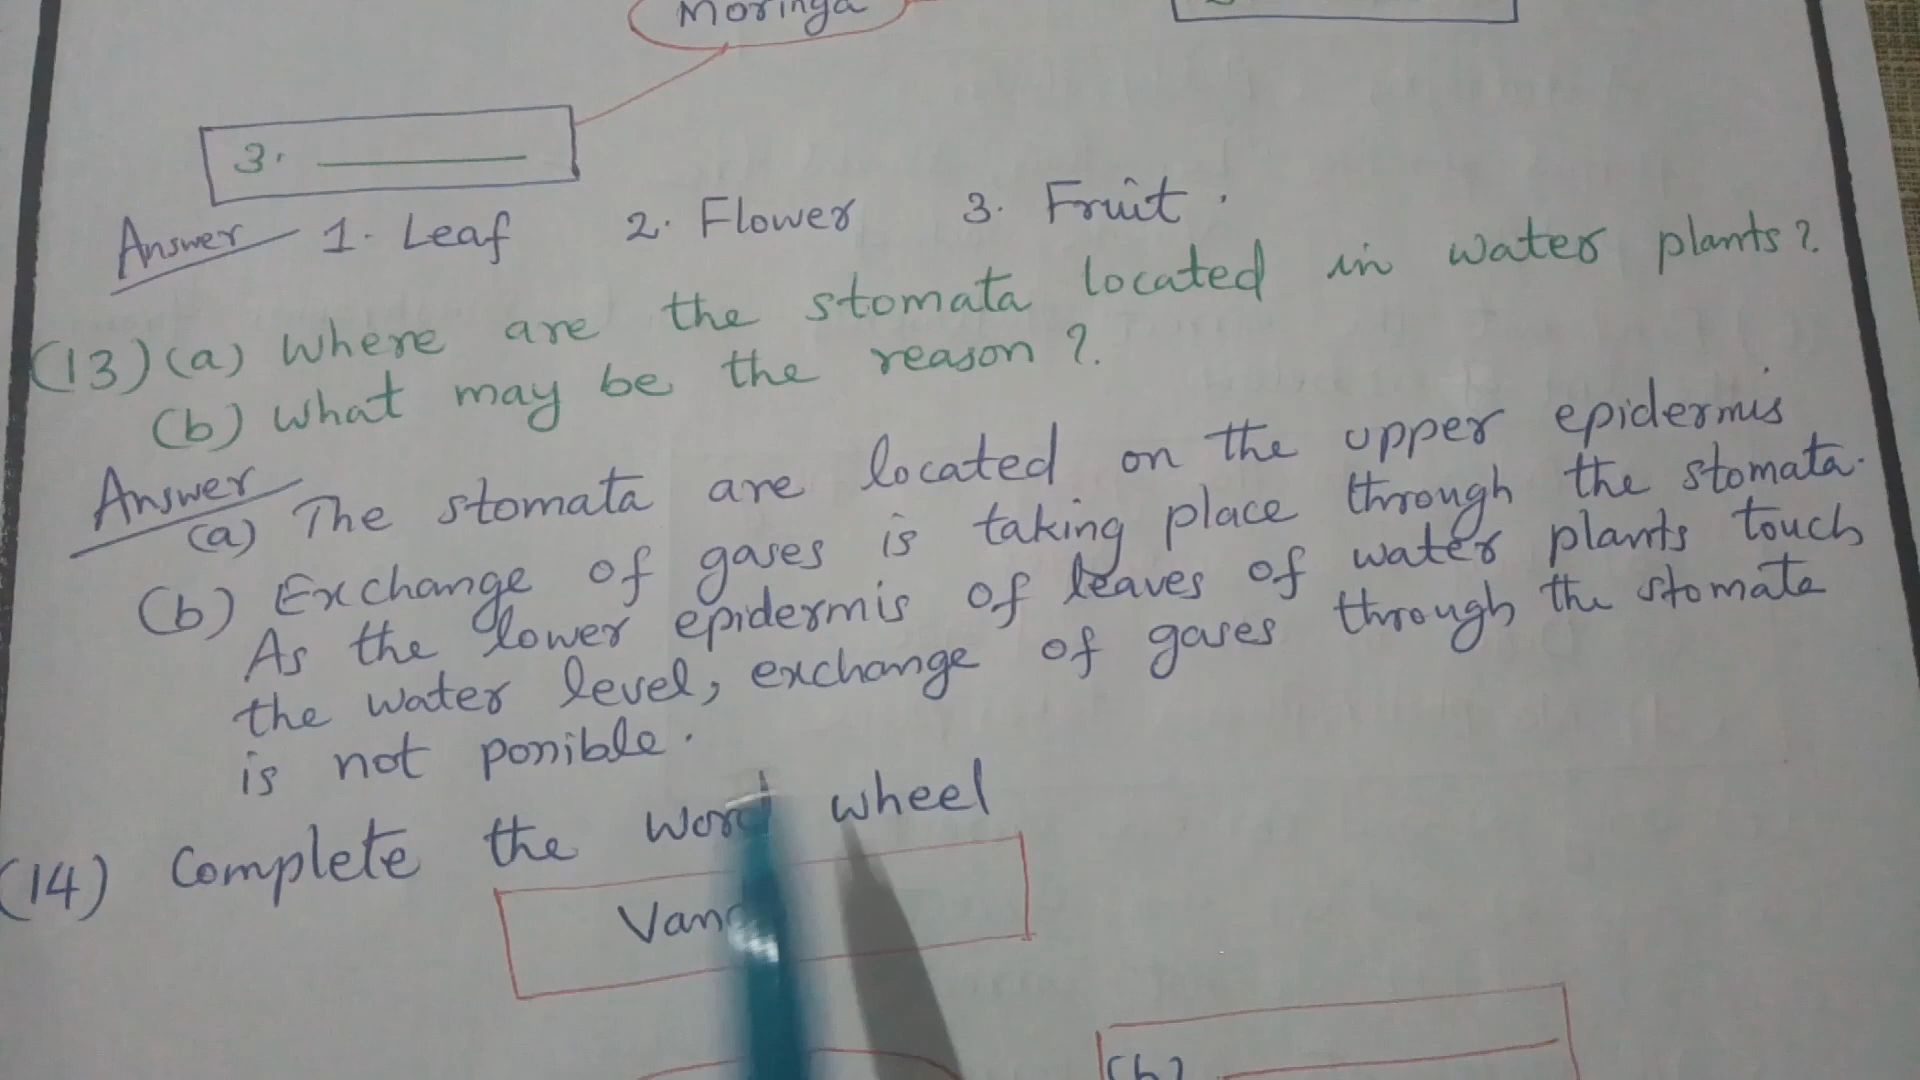 Moringa
3.
Answer 1. Leaf 2. Flower 3. Fruit.
(13) (a) Where are the stomata located in water plants?
(b) What may be the reason?
Answer
(a) The stomata are located on the upper epidermis
(b) Exchange of gases is taking place through the stomata.
As the lower epidermis of leaves of water plants touch
the water level, exchange of gases through the stomata
is not possible.
(14) Complete the word wheel
(b)